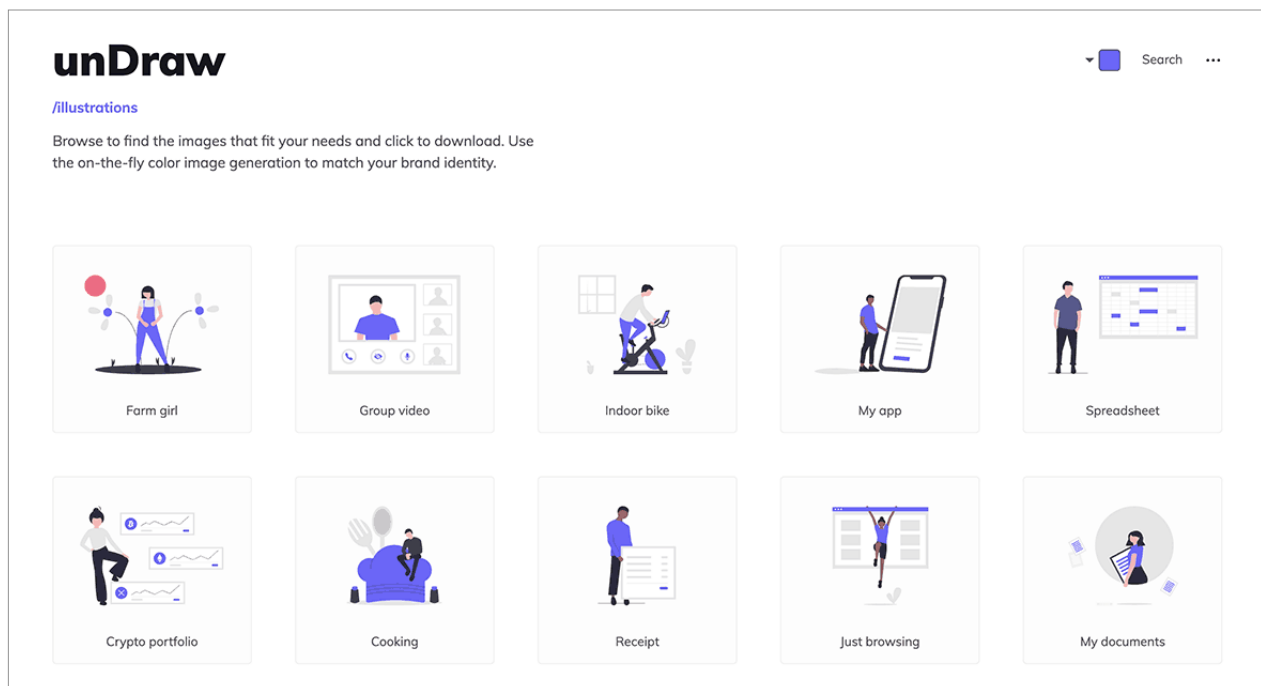 unDraw
Search
/illustrations
Browse to find the images that fit your needs and click to download. Use
the on-the-fly color image generation to match your brand identity.
Farm girl
Group video
Indoor bike
My app
Spreadsheet
Crypto portfolio
Cooking
Receipt
Just browsing
My documents